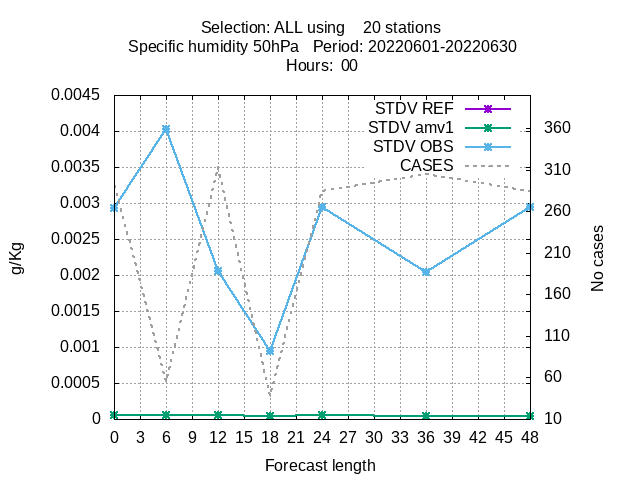 Selection: ALL using    20 stations
Specific humidity 50hPa   Period: 20220601-20220630
Hours:  00
STDV REF
STDV amv1
STDV OBS
CASES
0.0045
0.004
0.0035
0.003
0.0025
0.002
0.0015
0.001
0.0005
0
g/Kg
360
310
260
210
160
110
60
10
No cases
0 3 6 9 12 15 18 21 24 27 30 33 36 39 42 45 48
Forecast length